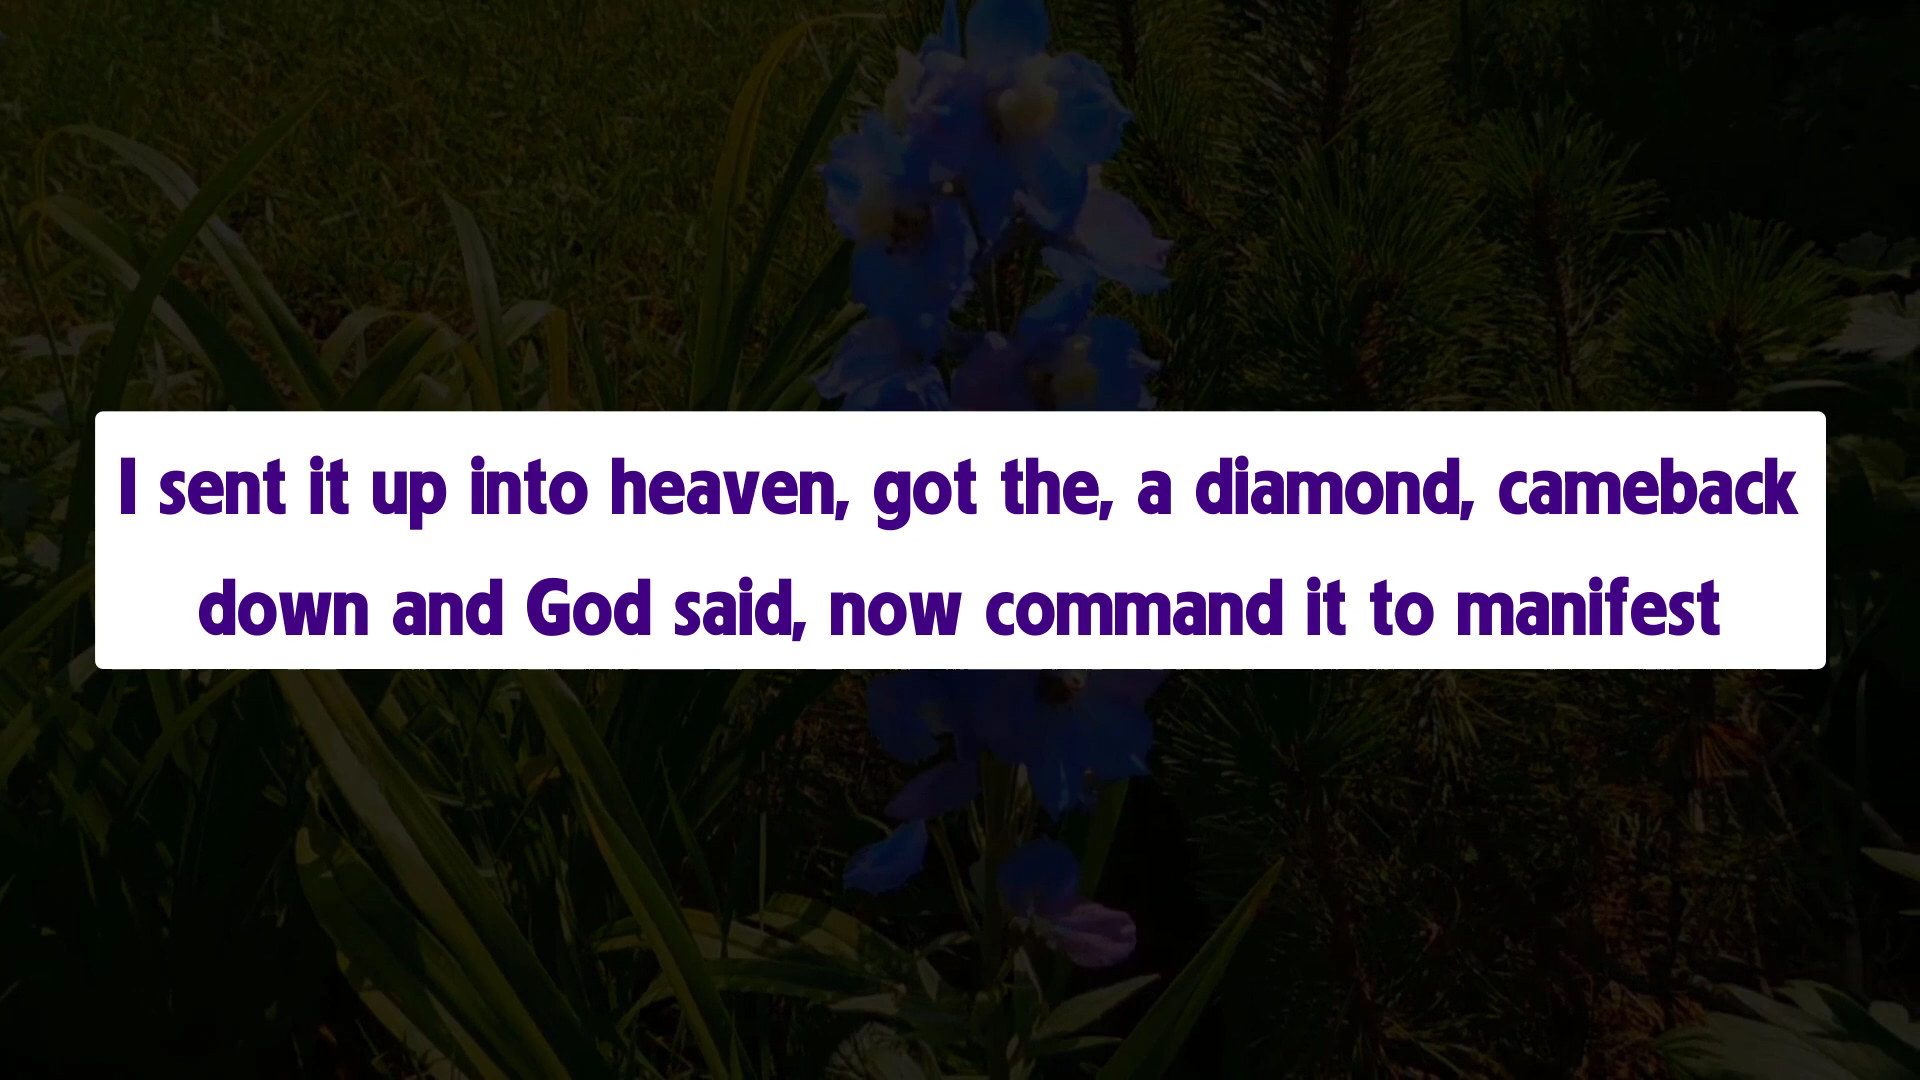 I sent it up into heaven, got the, a diamond, cameback
down and God said, now command it to manifest